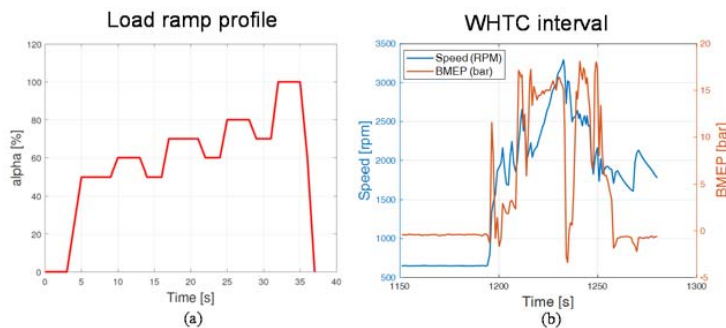 Load ramp profile
120
100
80
60
40
20
0
alpha [%]
0 5 10 15 20 25 30 35 40
Time [s]
(a)
WHTC interval
3500
3000
2500
2000
1500
1000
500
Speed [rpm]
Speed (RPM)
BMEP (bar)
20
15
10
5
0
-5
BMEP [bar]
1150 1200 1250 1300
Time [s]
(b)